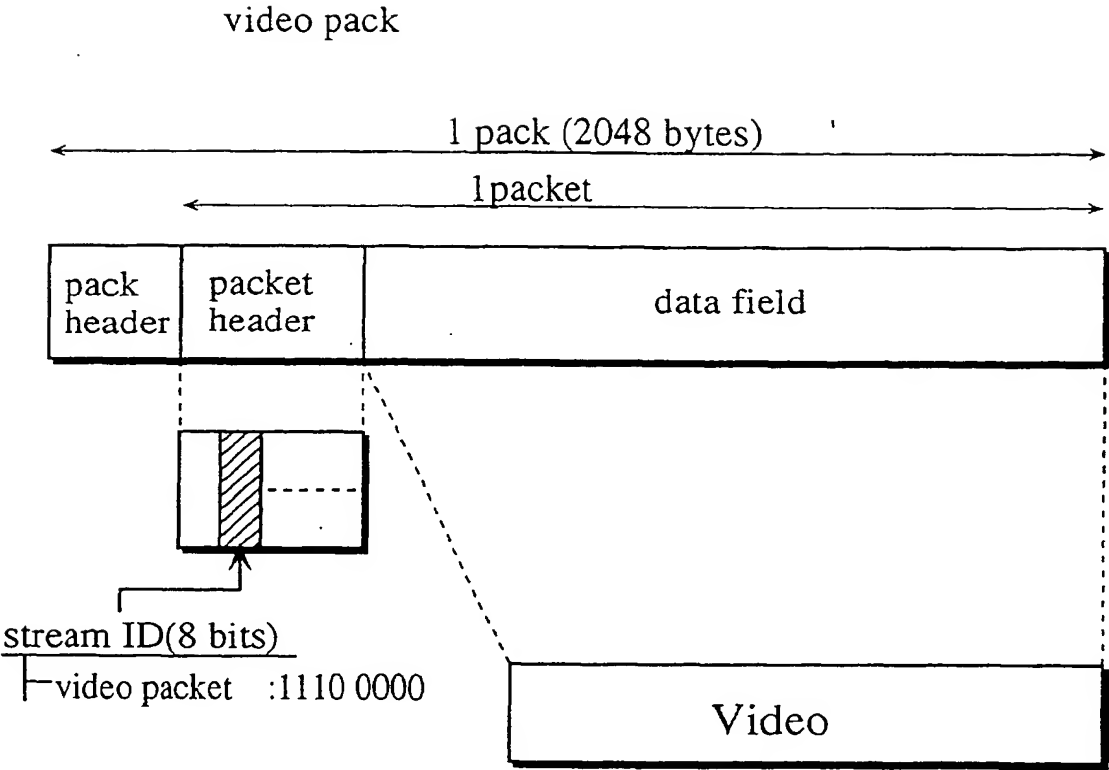 video pack
1 pack (2048 bytes)
1packet
pack
header
packet
header
data field
stream ID(8 bits)
video packet :1110 0000
Video